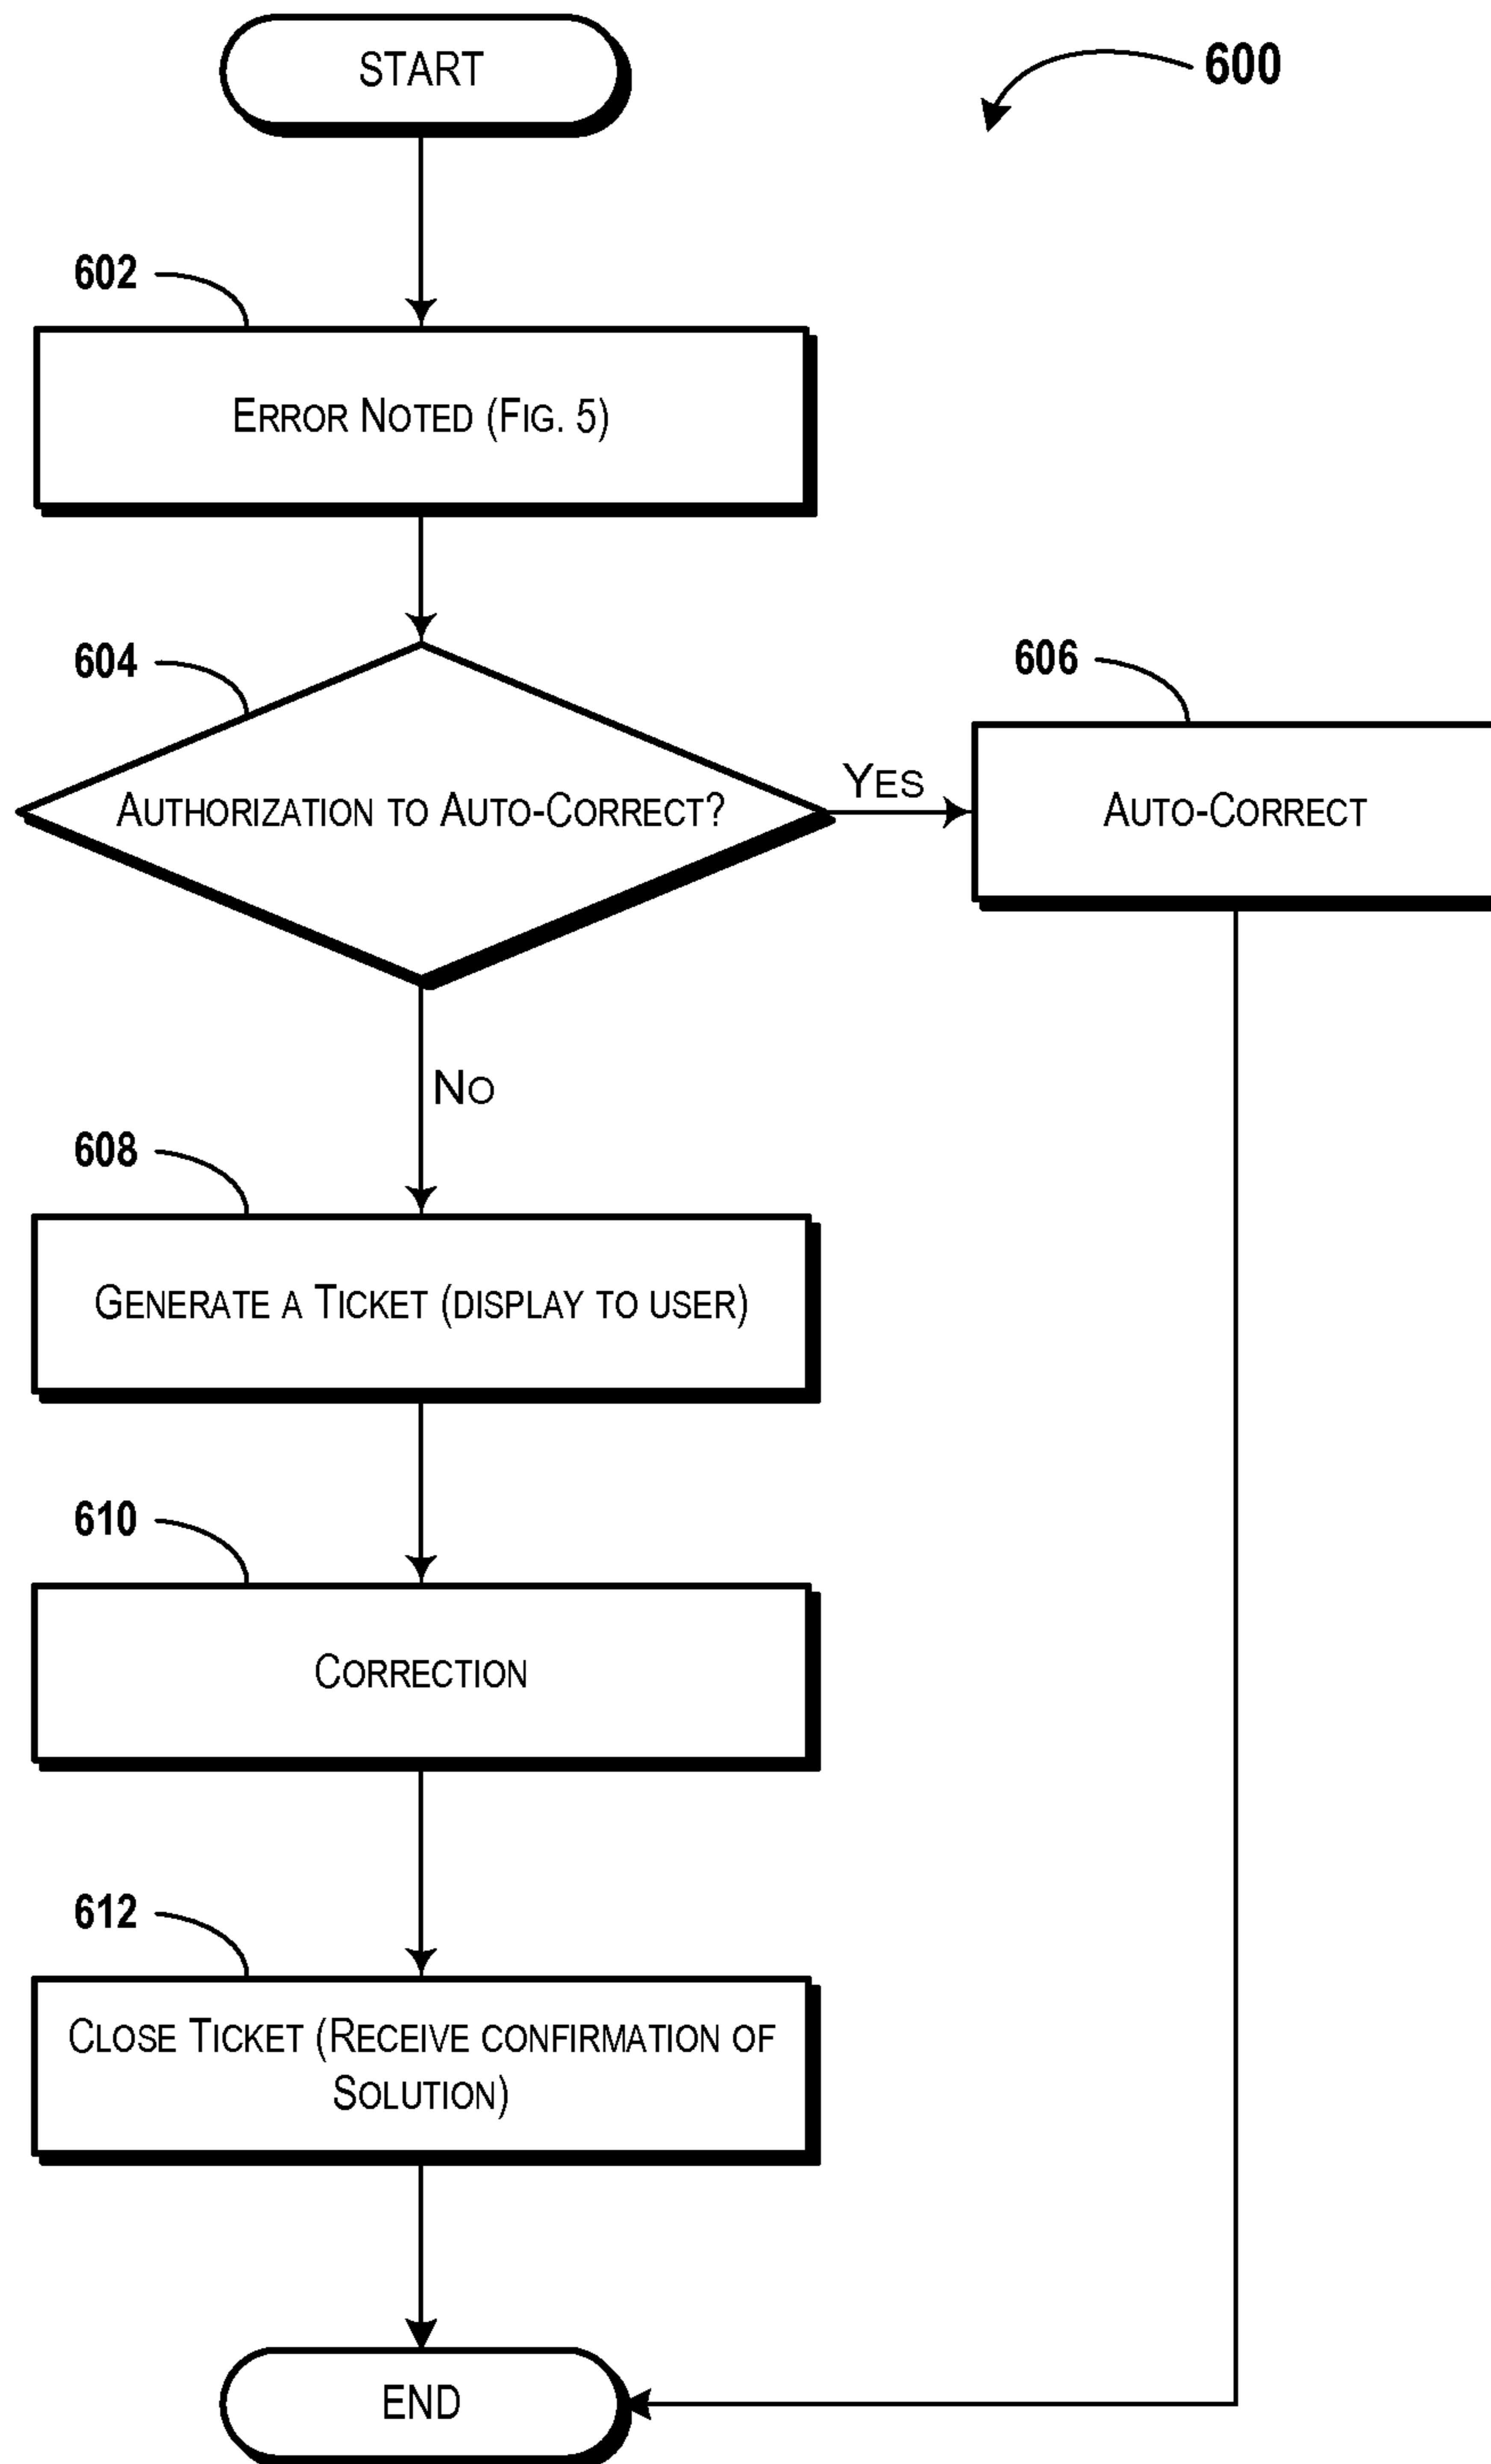 START
600
602
ERROR NOTED (FIG. 5)
604
606
AUTHORIZATION TO AUTO-CORRECT?
YES
AUTO-CORRECT
NO
608
GENERATE A TICKET (DISPLAY TO USER)
610
CORRECTION
612
CLOSE TICKET (RECEIVE CONFIRMATION OF
SOLUTION)
END